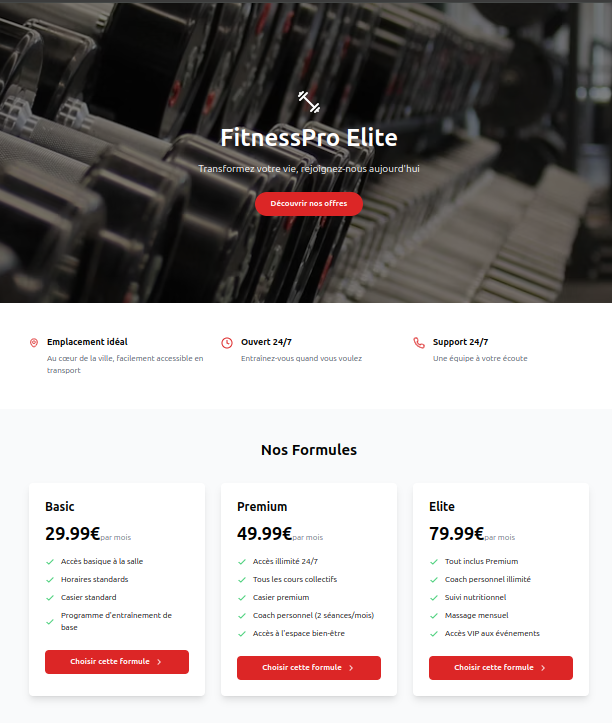 FitnessPro Elite
Transformez votre vie, rejoignez-nous aujourd'hui
Découvrir nos offres
Emplacement idéal
Au cœur de la ville, facilement accessible en
transport
Ouvert 24/7
Entraînez-vous quand vous voulez
Support 24/7
Une équipe à votre écoute
Nos Formules
Basic
29.99€par mois
Accès basique à la salle
Horaires standards
Casier standard
Programme d'entraînement de
base
Choisir cette formule
Premium
49.99€par mois
Accès illimité 24/7
Tous les cours collectifs
Casier premium
Coach personnel (2 séances/mois)
Accès à l'espace bien-être
Choisir cette formule
Elite
79.99€par mois
Tout inclus Premium
Coach personnel illimité
Suivi nutritionnel
Massage mensuel
Accès VIP aux événements
Choisir cette formule